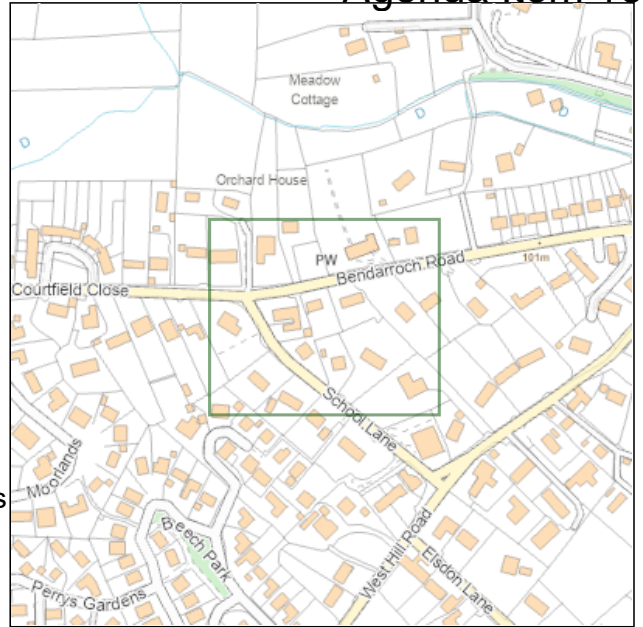 Meadow
Cottage
D
D
D
Orchard House
PW
Bendarroch Road
101m
Courtfield Close
School Lane
Moorlands
s
Beech Park
West Hill Road
Elsdon Lane
Perrys Gardens